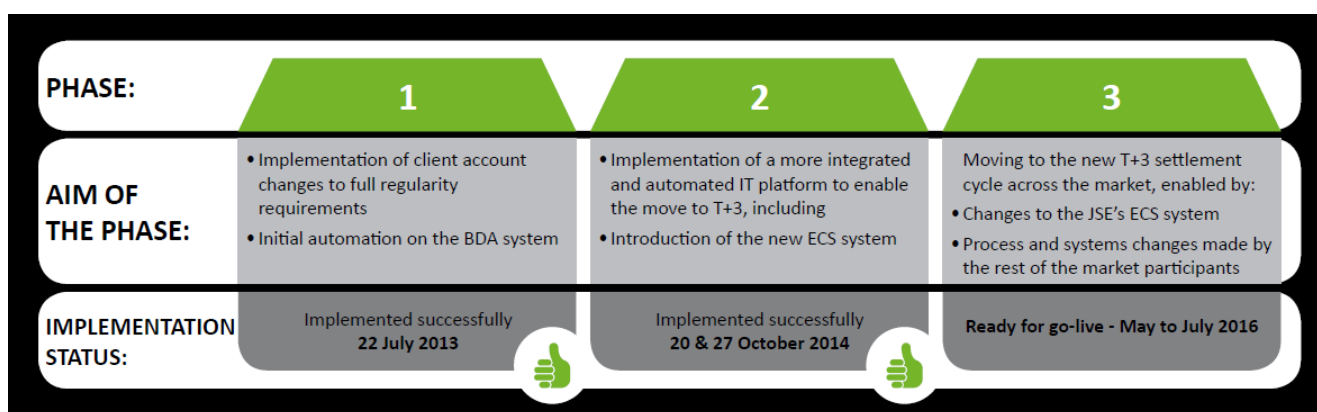 PHASE:
1
2
3
AIM OF
THE PHASE:
• Implementation of client account
changes to full regularity
requirements
• Initial automation on the BDA system
• Implementation of a more integrated
and automated IT platform to enable
the move to T+3, including
• Introduction of the new ECS system
Moving to the new T+3 settlement
cycle across the market, enabled by:
• Changes to the JSE's ECS system
• Process and systems changes made by
the rest of the market participants
IMPLEMENTATION
STATUS:
Implemented successfully
22 July 2013
Implemented successfully
20 & 27 October 2014
Ready for go-live - May to July 2016